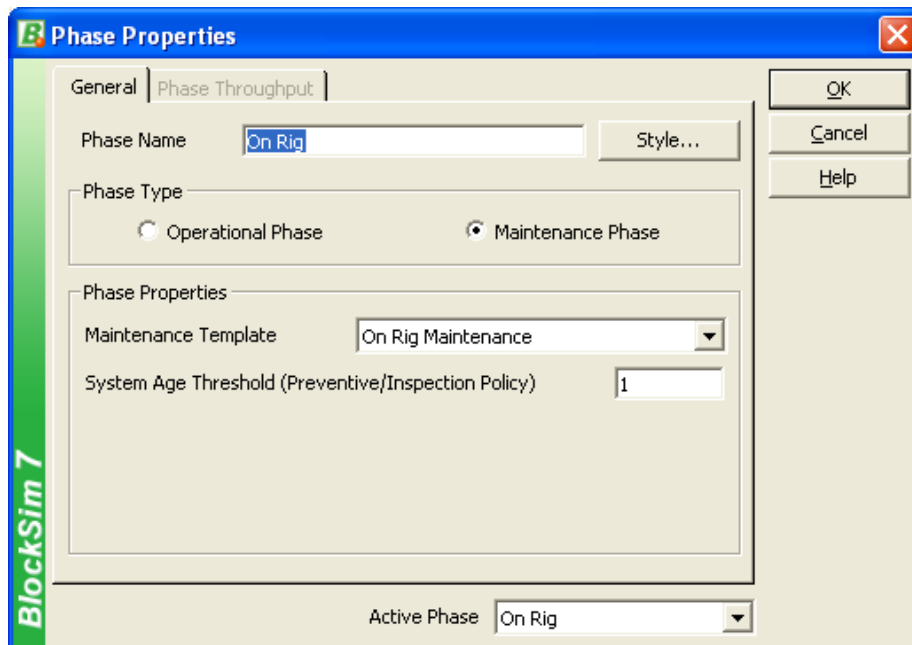 Phase Properties
General Phase Throughput
OK
Phase Name On Rig Style...
Cancel
Help
Phase Type
Operational Phase Maintenance Phase
Phase Properties
Maintenance Template On Rig Maintenance
System Age Threshold (Preventive/Inspection Policy) 1
BlockSim 7
Active Phase On Rig